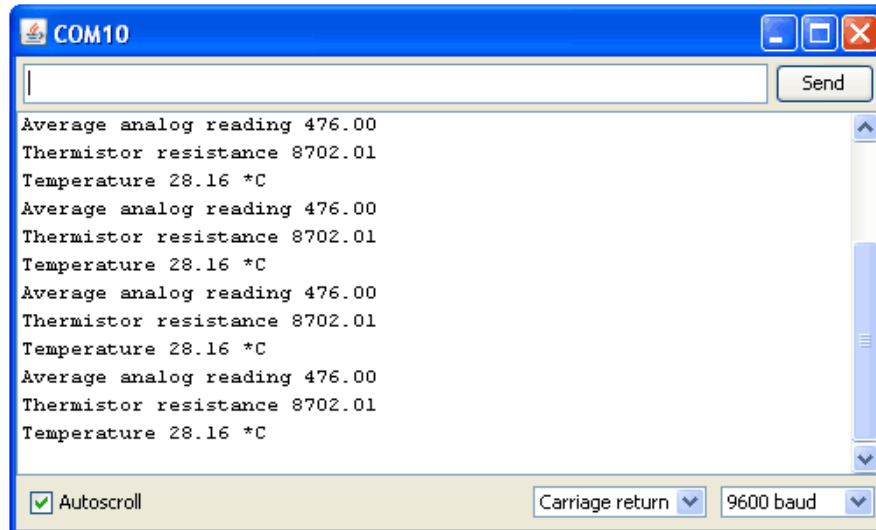 COM10
Send
Average analog reading 476.00
Thermistor resistance 8702.01
Temperature 28.16 *C
Average analog reading 476.00
Thermistor resistance 8702.01
Temperature 28.16 *C
Average analog reading 476.00
Thermistor resistance 8702.01
Temperature 28.16 *C
Average analog reading 476.00
Thermistor resistance 8702.01
Temperature 28.16 *C
Autoscroll Carriage return 9600 baud